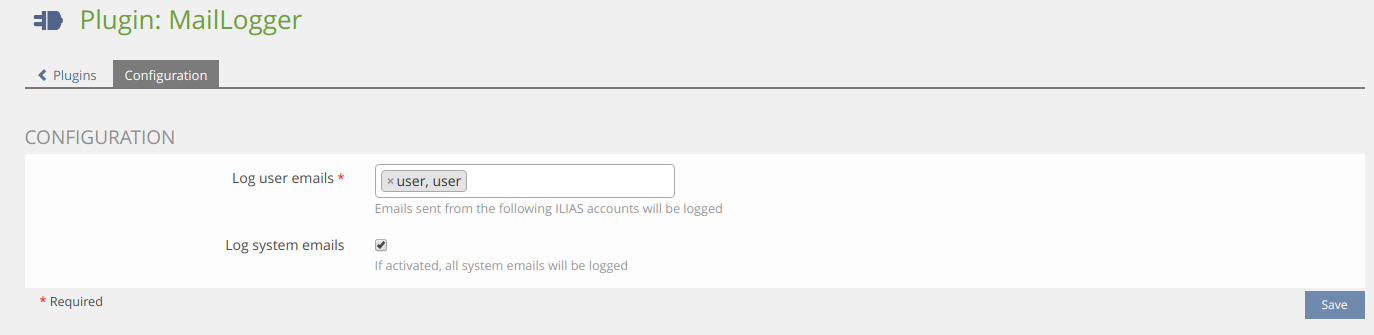 Plugin: MailLogger
Plugins
Configuration
CONFIGURATION
Log user emails *
×user, user
Emails sent from the following ILIAS accounts will be logged
Log system emails
If activated, all system emails will be logged
* Required
Save